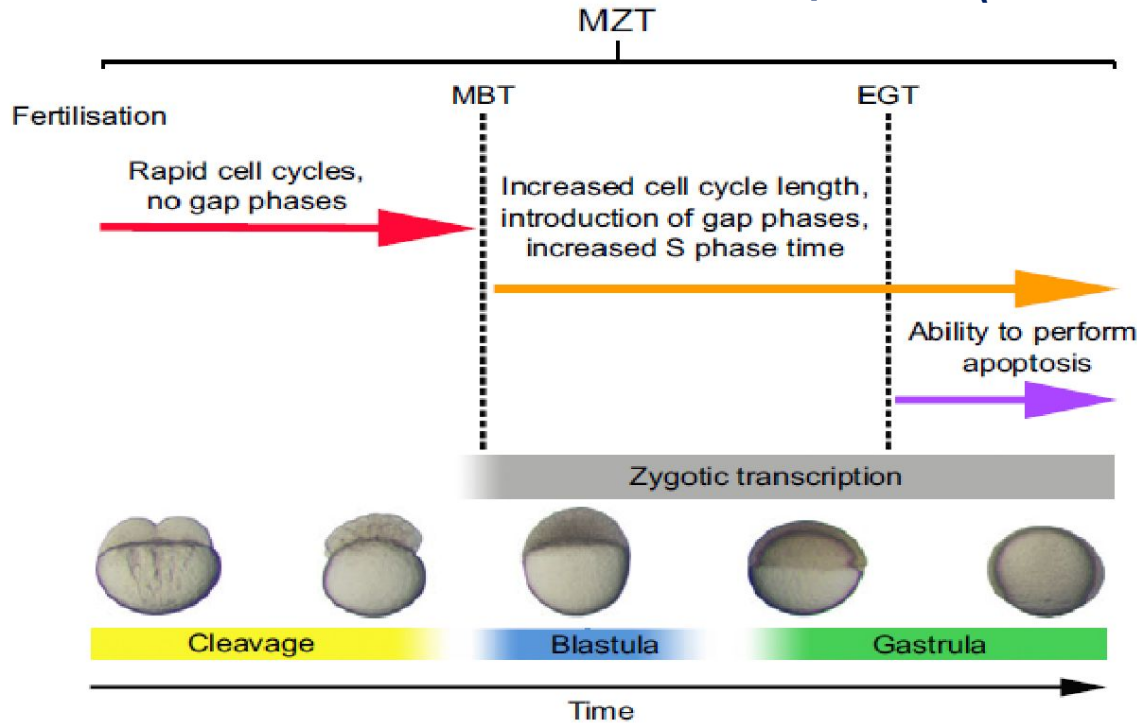 MZT
MBT
EGT
Fertilisation
Rapid cell cycles,
no gap phases
Increased cell cycle length,
introduction of gap phases,
increased S phase time
Ability to perform
apoptosis
Zygotic transcription
Cleavage
Blastula
Gastrula
Time